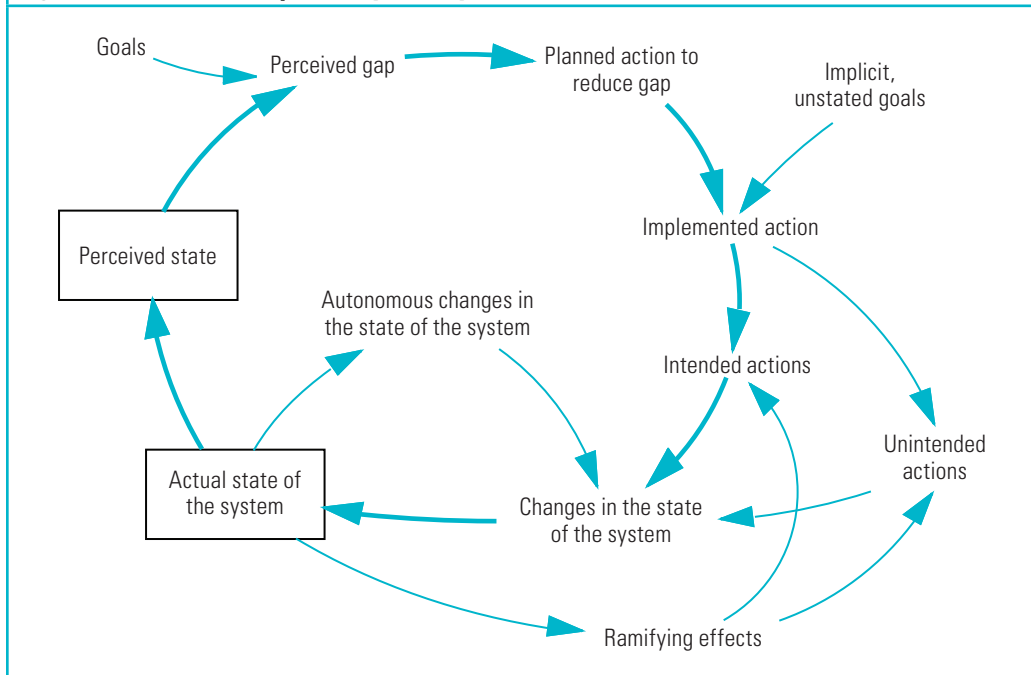 Goals
Perceived gap
Planned action to
reduce gap
Implicit,
unstated goals
Implemented action
Perceived state
Autonomous changes in
the state of the system
Intended actions
Unintended
actions
Actual state of
the system
Changes in the state
of the system
Ramifying effects